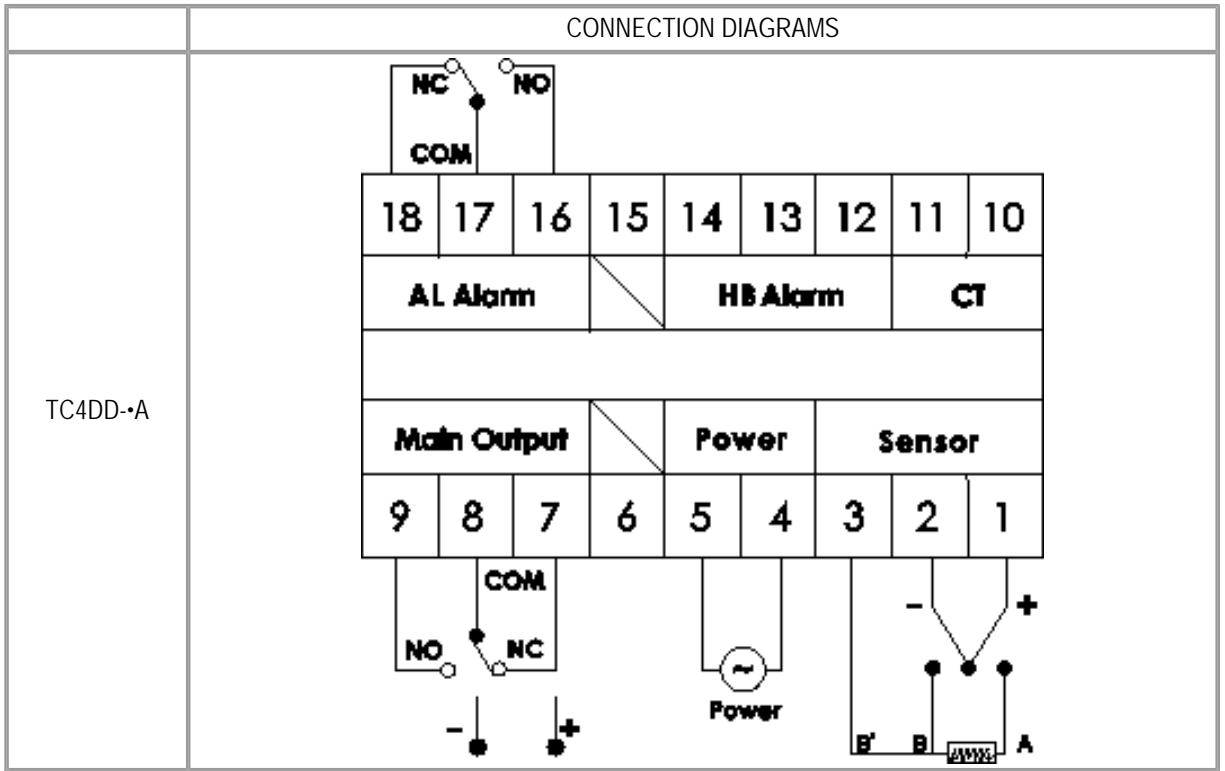 CONNECTION DIAGRAMS
TC4DD-•A
NC NO
COM
18 17 16 15 14 13 12 11 10
AL Alarm HB Alarm CT
Main Output Power Sensor
9 8 7 6 5 4 3 2 1
COM
- +
NO NC
Power
- +
B' B A